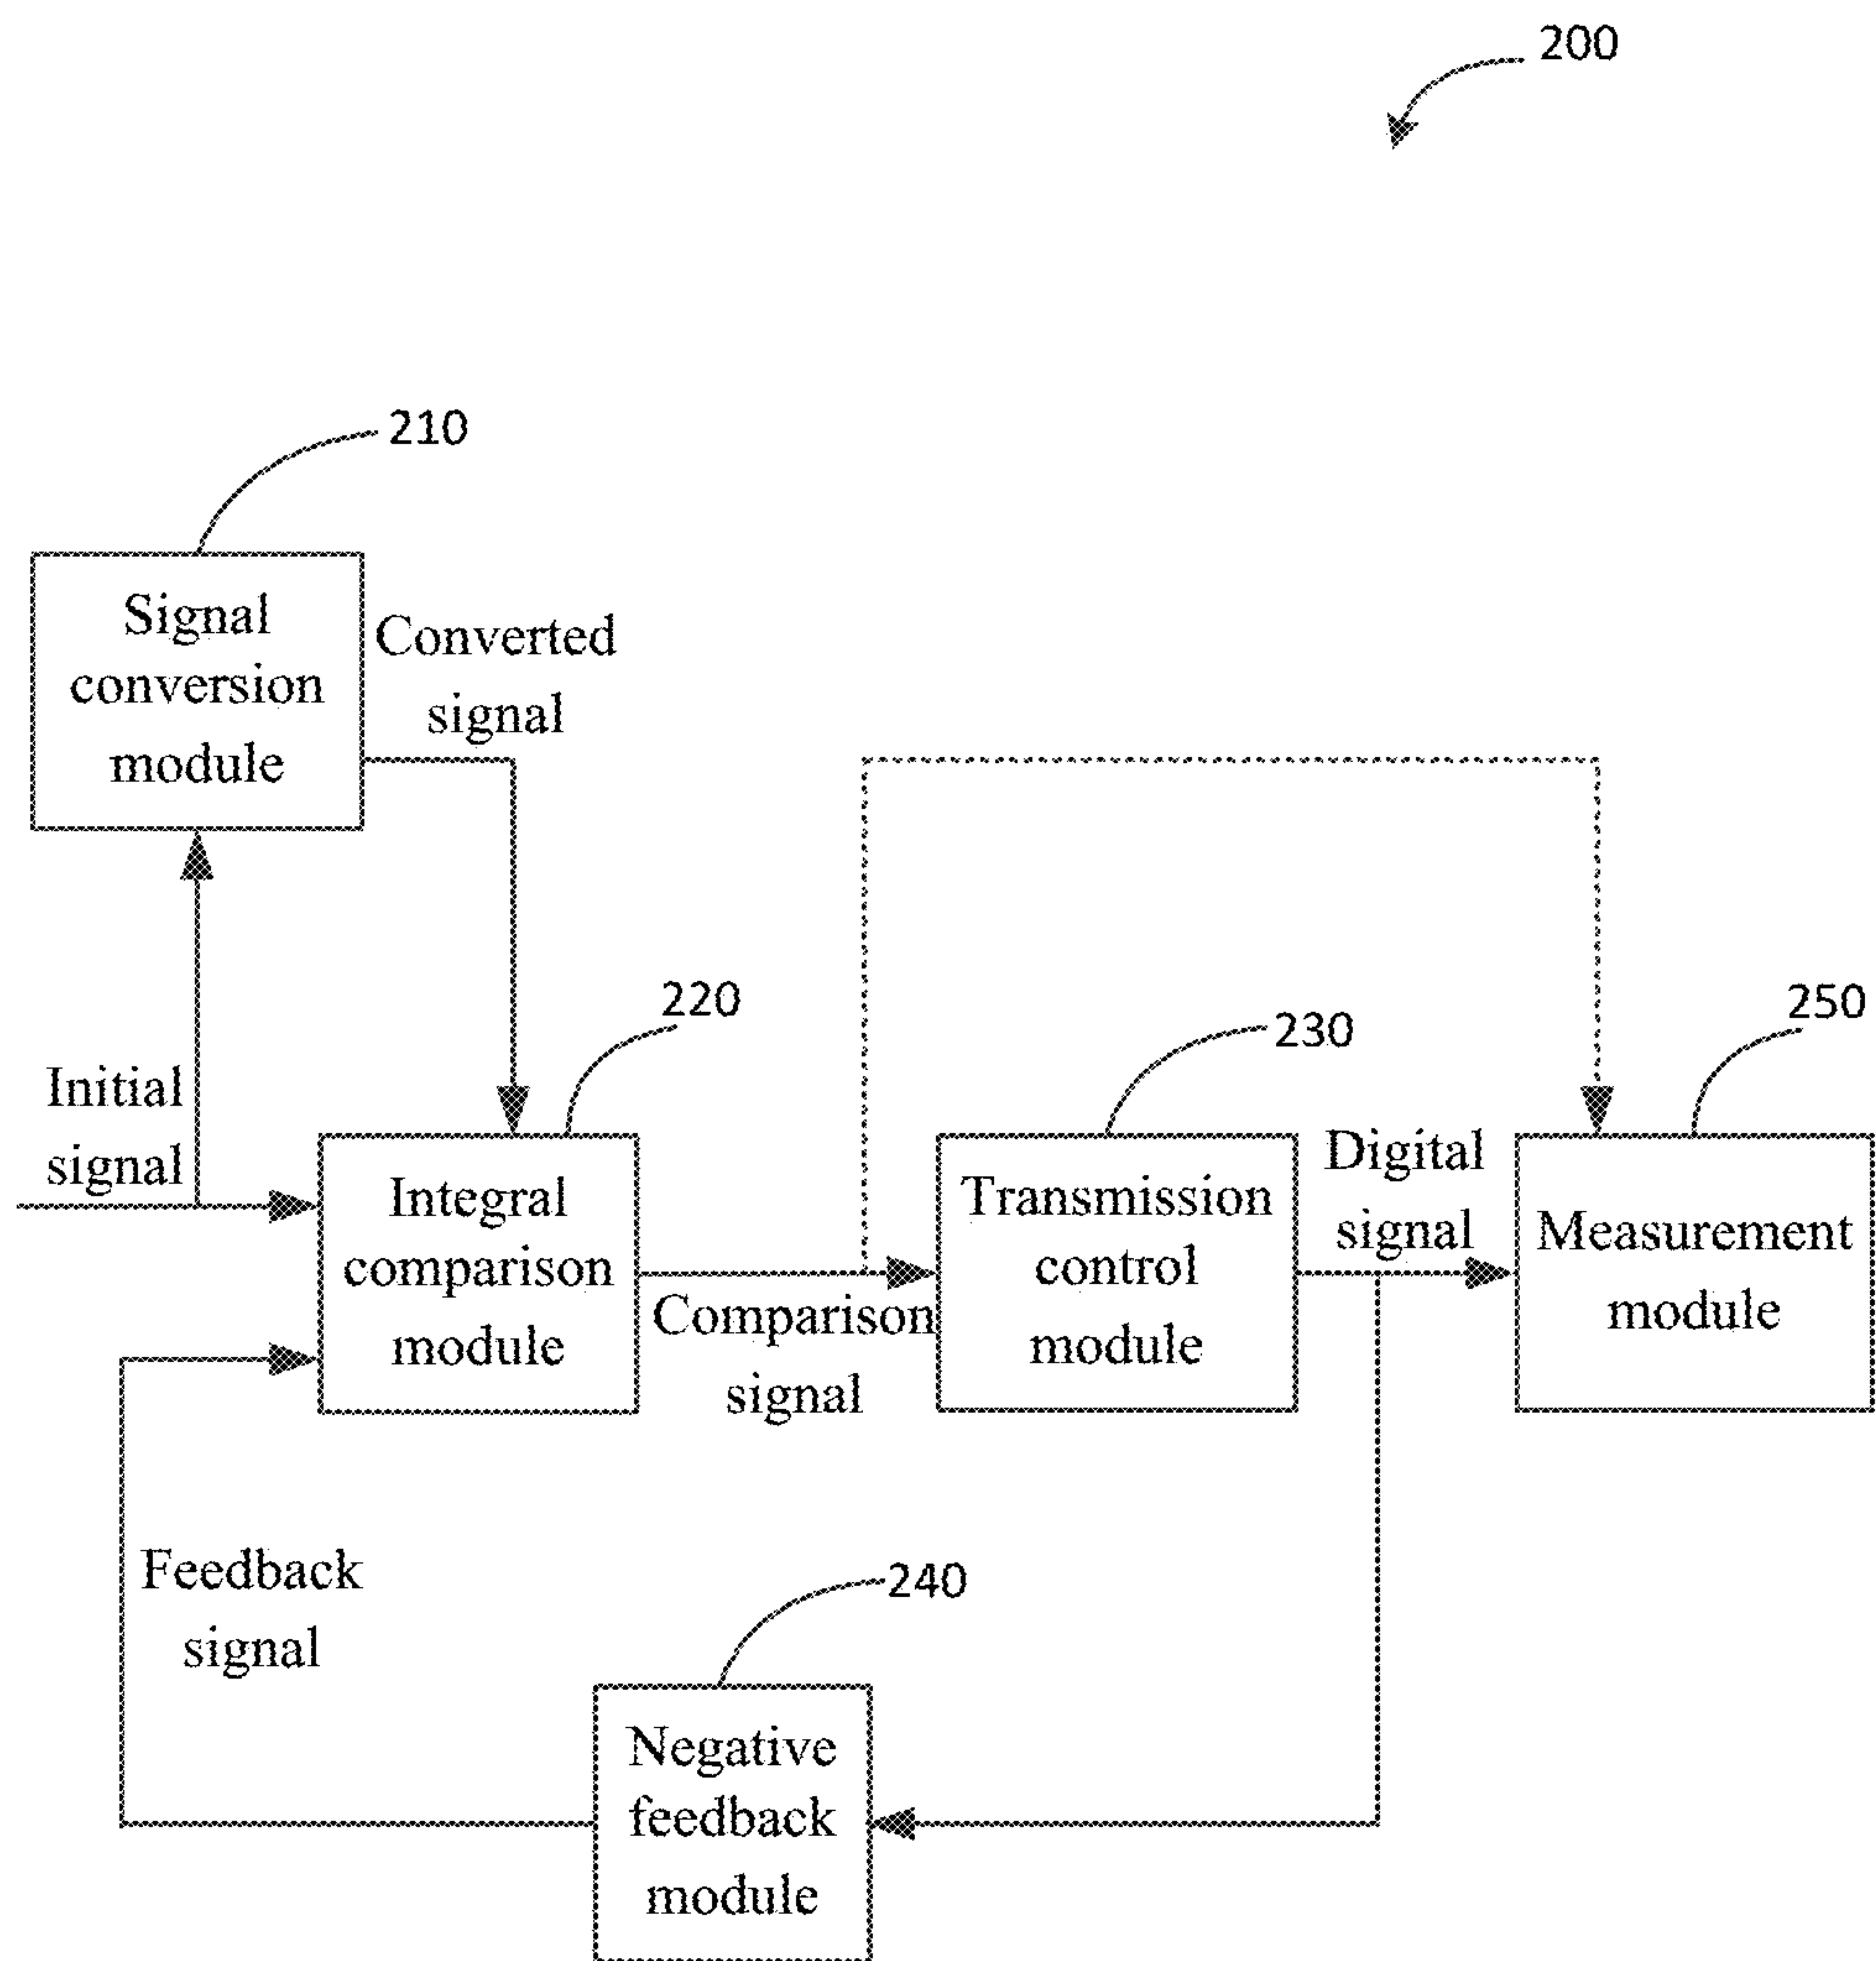 200
210
Signal
conversion
module
Converted
signal
220
230
250
Initial
signal
Integral
comparison
module
Comparison
signal
Transmission
control
module
Digital
signal
Measurement
module
Feedback
signal
240
Negative
feedback
module